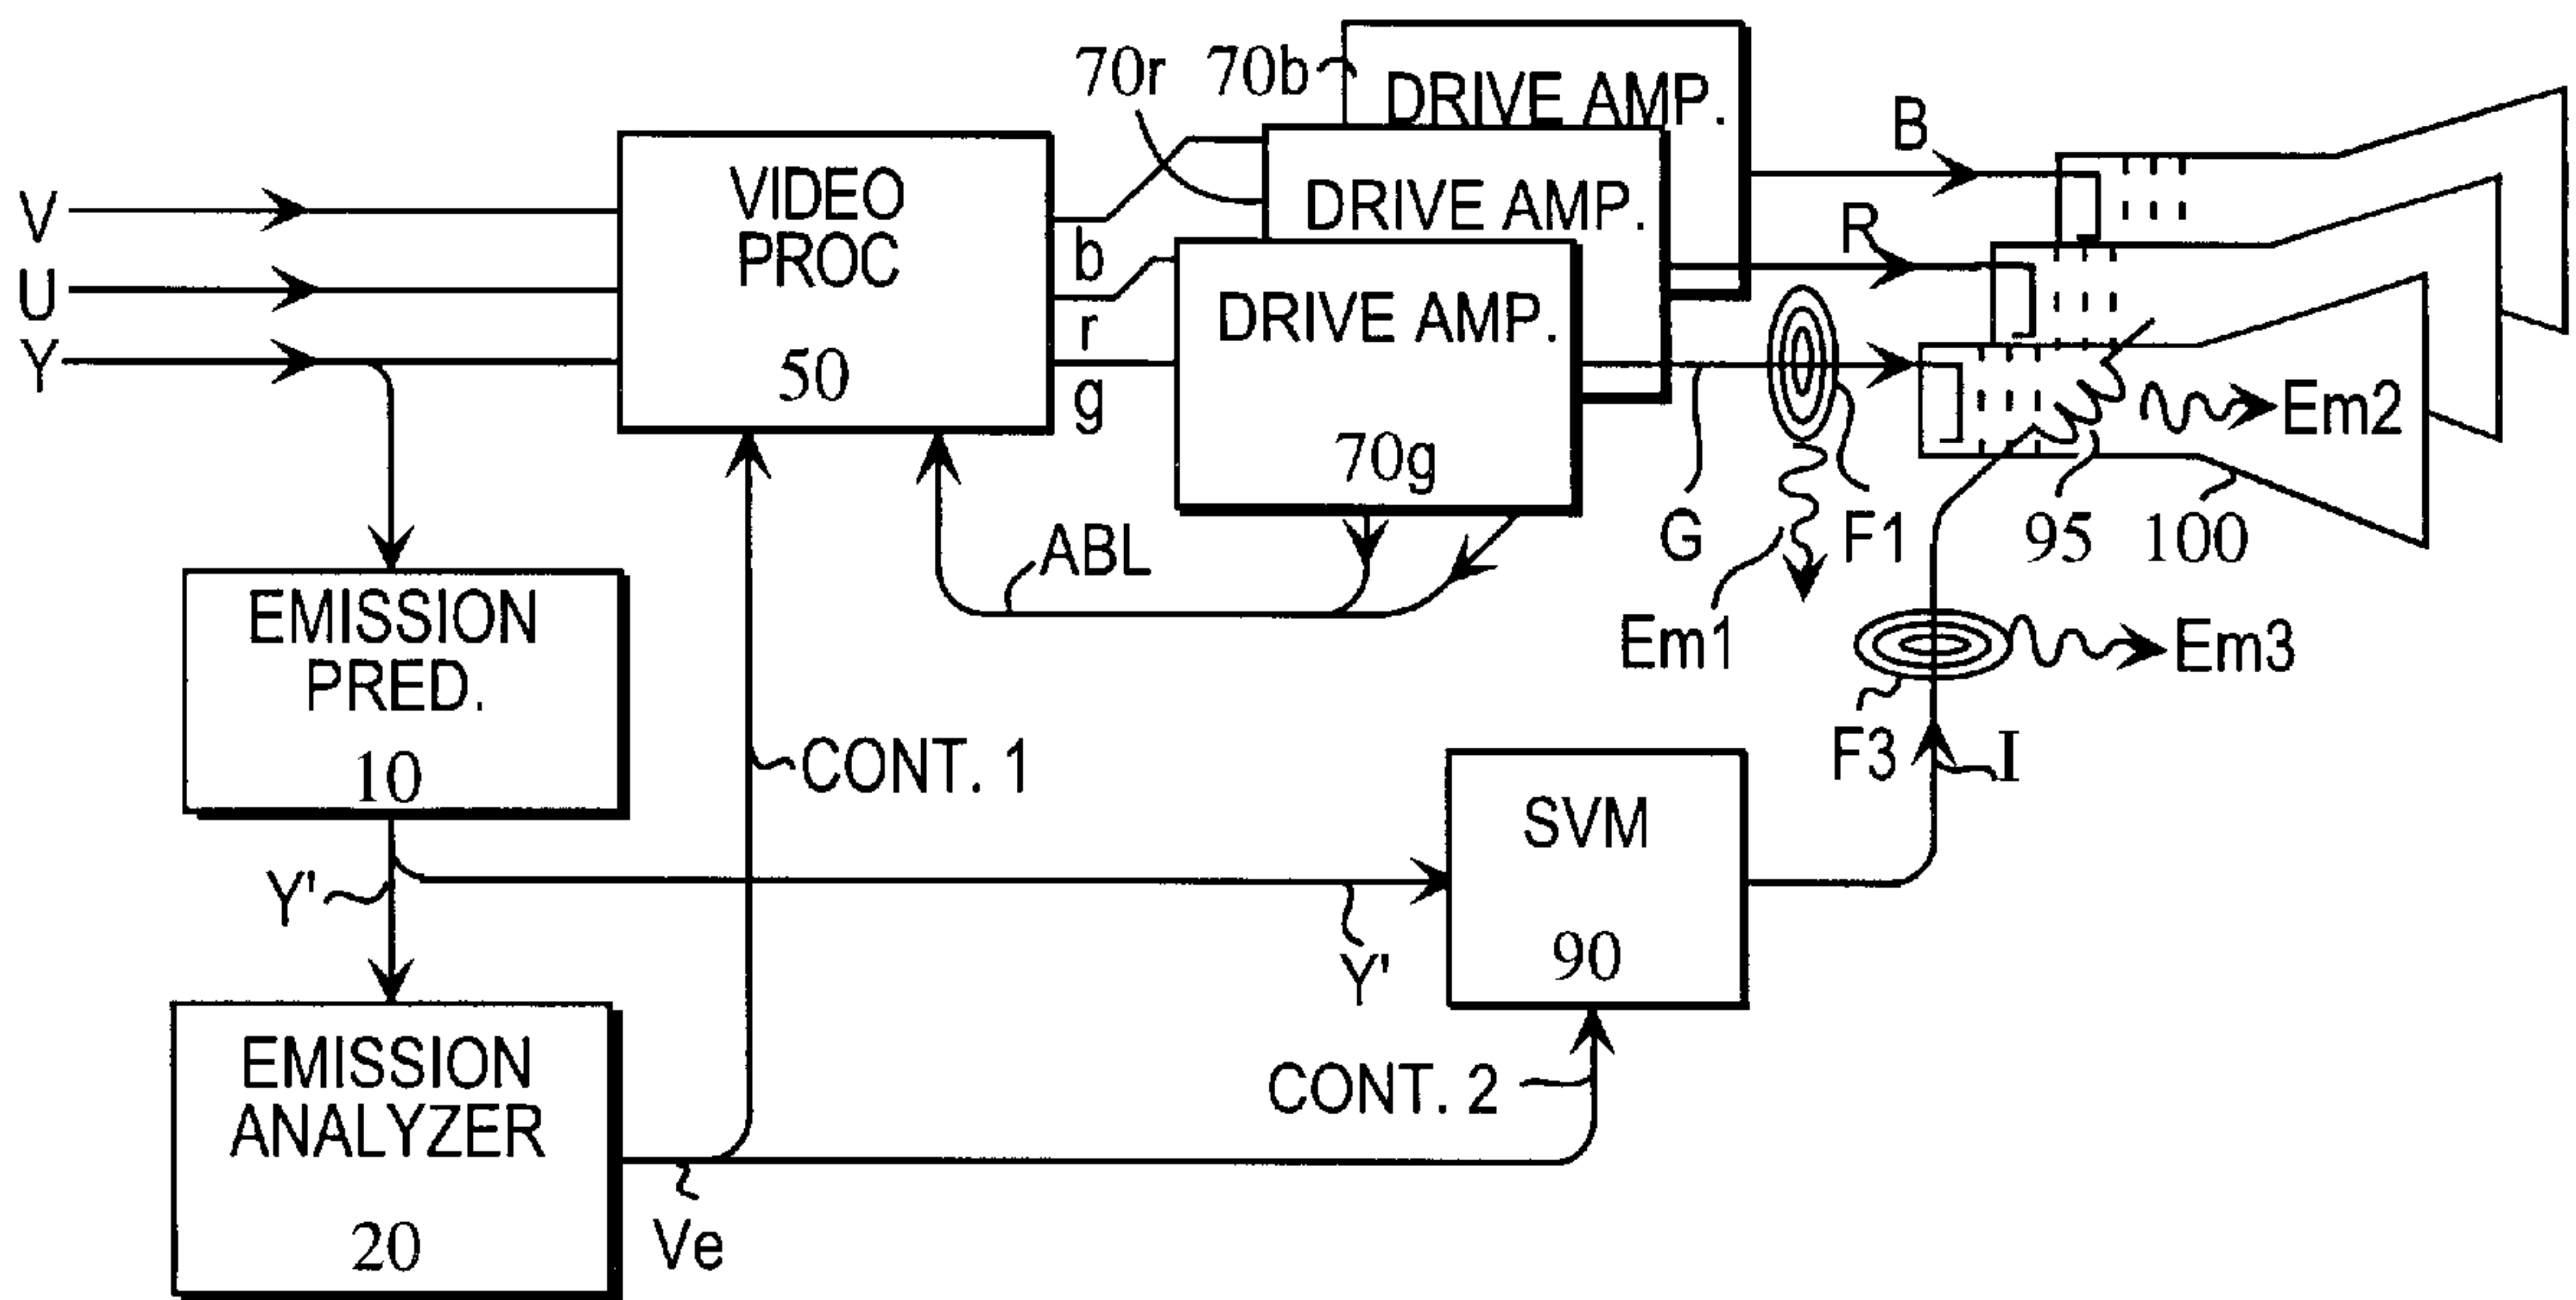 70r
70b
DRIVE AMP.
B
V
VIDEO
PROC
50
DRIVE AMP.
R
U
b
Y
r
DRIVE AMP.
70g
g
Em2
G
F1
95
100
ABL
Em1
Em3
EMISSION
PRED.
10
CONT. 1
F3
I
SVM
90
Y'
Y'
EMISSION
ANALYZER
20
CONT. 2
Ve